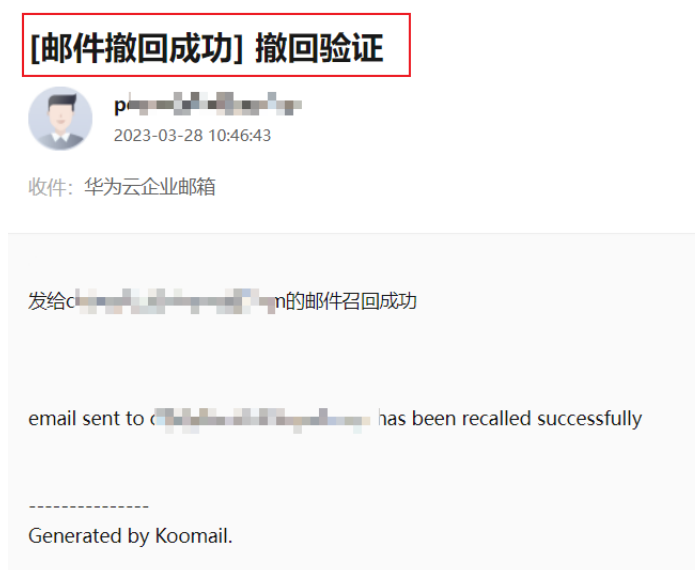 [邮件撤回成功] 撤回验证
2023-03-28 10:46:43
收件：华为云企业邮箱
发给 的邮件召回成功
email sent to has been recalled successfully
---------------
Generated by Koomail.